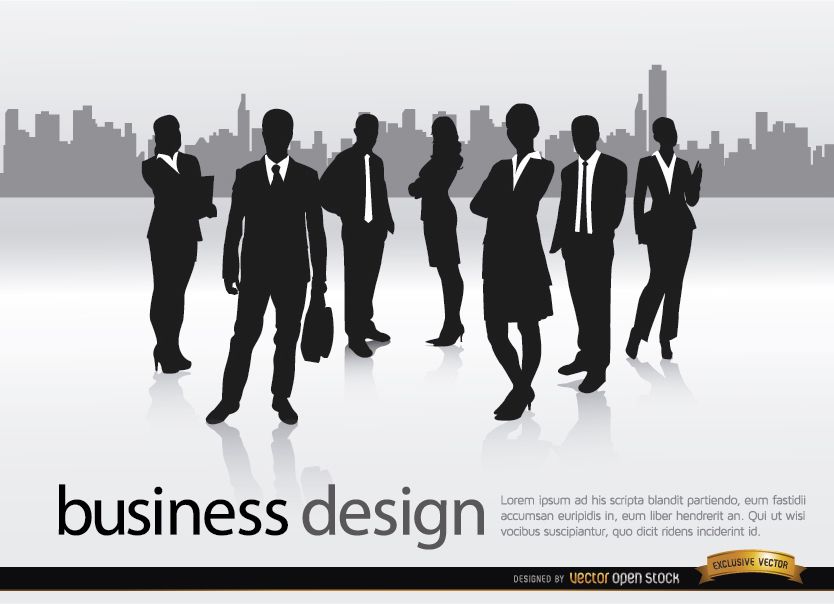 business design
Lorem ipsum ad his scripta blandit partiendo, eum fastidii
accumsan euripidis in, eum liber hendrerit an. Qui ut wisi
vocibus suscipiantur, quo dicit ridens inciderint id.
EXCLUSIVE VECTOR
DESIGNED BY vector open stock